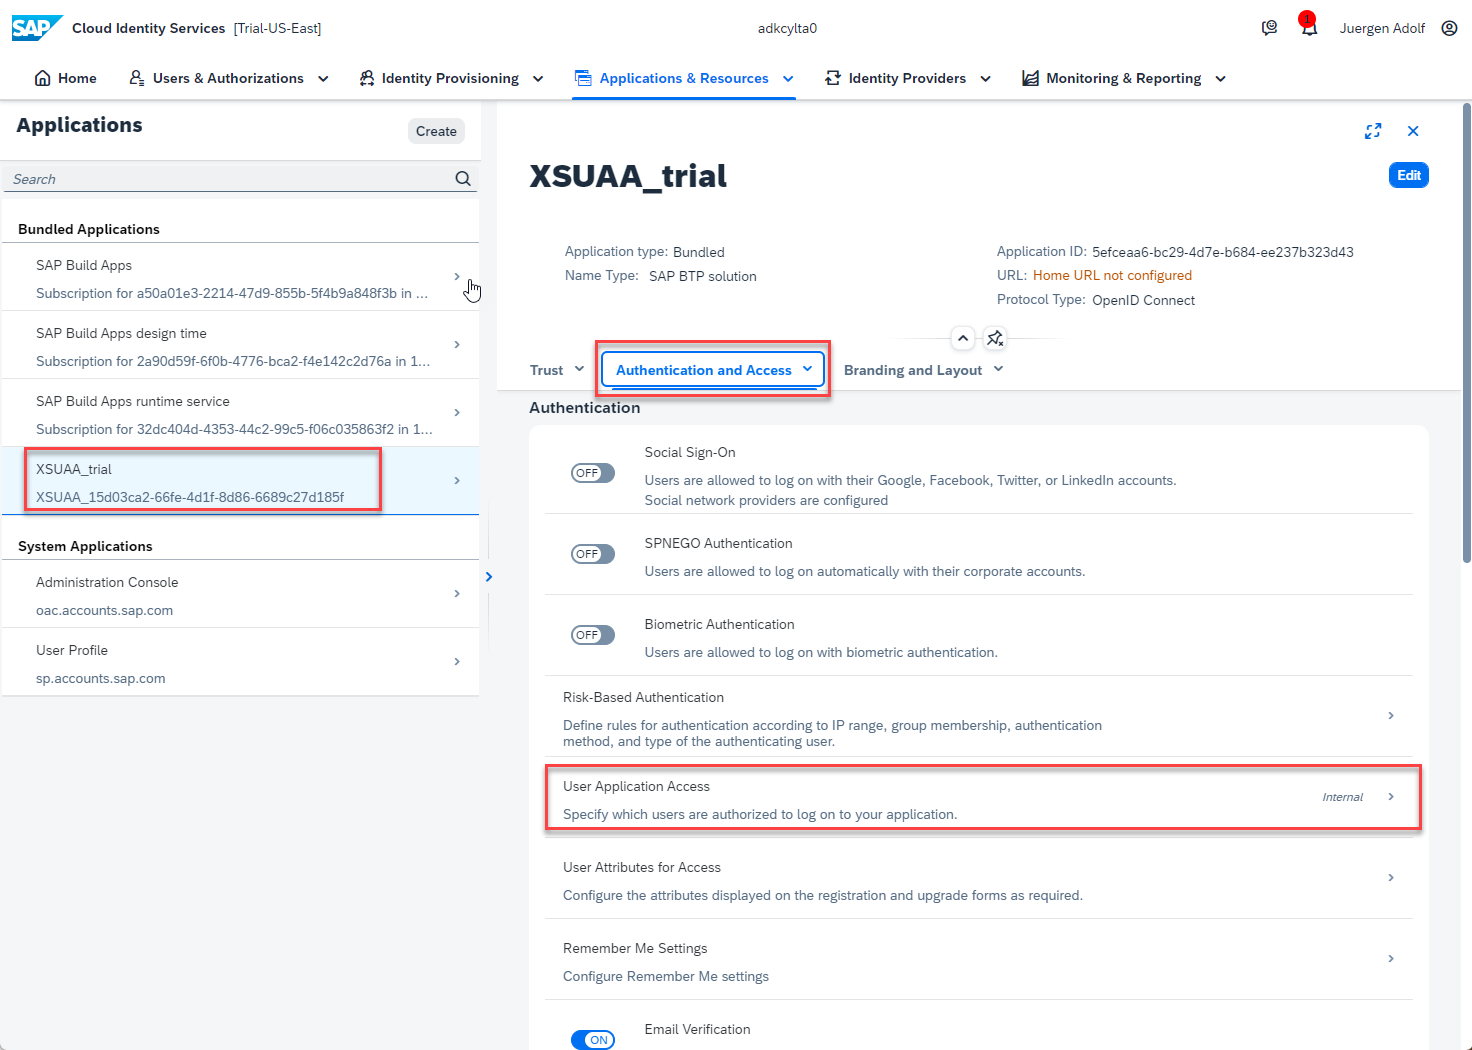 SAP Cloud Identity Services [Trial-US-East]
adkcylta0
1
Juergen Adolf
Home
Users & Authorizations
Identity Provisioning
Applications & Resources
Identity Providers
Monitoring & Reporting
Applications
Create
Search
Bundled Applications
SAP Build Apps
Subscription for a50a01e3-2214-47d9-855b-5f4b9a848f3b in ...
SAP Build Apps design time
Subscription for 2a90d59f-6f0b-4776-bca2-f4e142c2d76a in 1...
SAP Build Apps runtime service
Subscription for 32dc404d-4353-44c2-99c5-f06c035863f2 in 1...
XSUAA_trial
XSUAA_15d03ca2-66fe-4d1f-8d86-6689c27d185f
System Applications
Administration Console
oac.accounts.sap.com
User Profile
sp.accounts.sap.com
XSUAA_trial
Edit
Application type: Bundled
Name Type: SAP BTP solution
Application ID: 5efceaa6-bc29-4d7e-b684-ee237b323d43
URL: Home URL not configured
Protocol Type: OpenID Connect
Trust
Authentication and Access
Branding and Layout
Authentication
OFF
Social Sign-On
Users are allowed to log on with their Google, Facebook, Twitter, or LinkedIn accounts.
Social network providers are configured
OFF
SPNEGO Authentication
Users are allowed to log on automatically with their corporate accounts.
OFF
Biometric Authentication
Users are allowed to log on with biometric authentication.
Risk-Based Authentication
Define rules for authentication according to IP range, group membership, authentication
method, and type of the authenticating user.
User Application Access
Specify which users are authorized to log on to your application.
Internal
User Attributes for Access
Configure the attributes displayed on the registration and upgrade forms as required.
Remember Me Settings
Configure Remember Me settings
ON
Email Verification